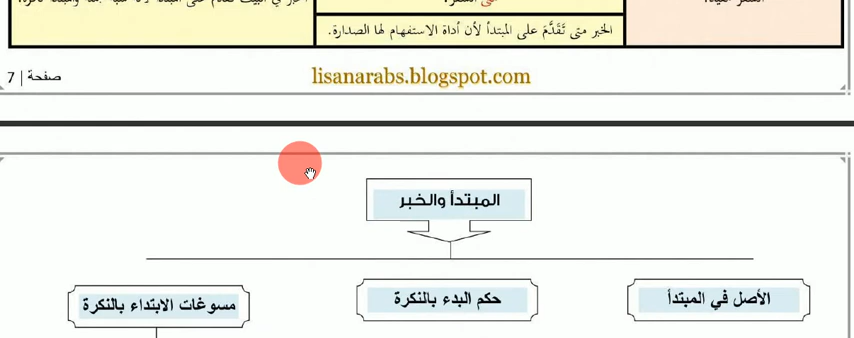 السفر؟
الخبر متى تَقَدَّمَ على المبتدأ لأن أداة الاستفهام لها الصدارة.
صفحة | 7
lisanarabs.blogspot.com
المبتدأ والخبر
الأصل في المبتدأ
حكم البدء بالنكرة
مسوغات الابتداء بالنكرة